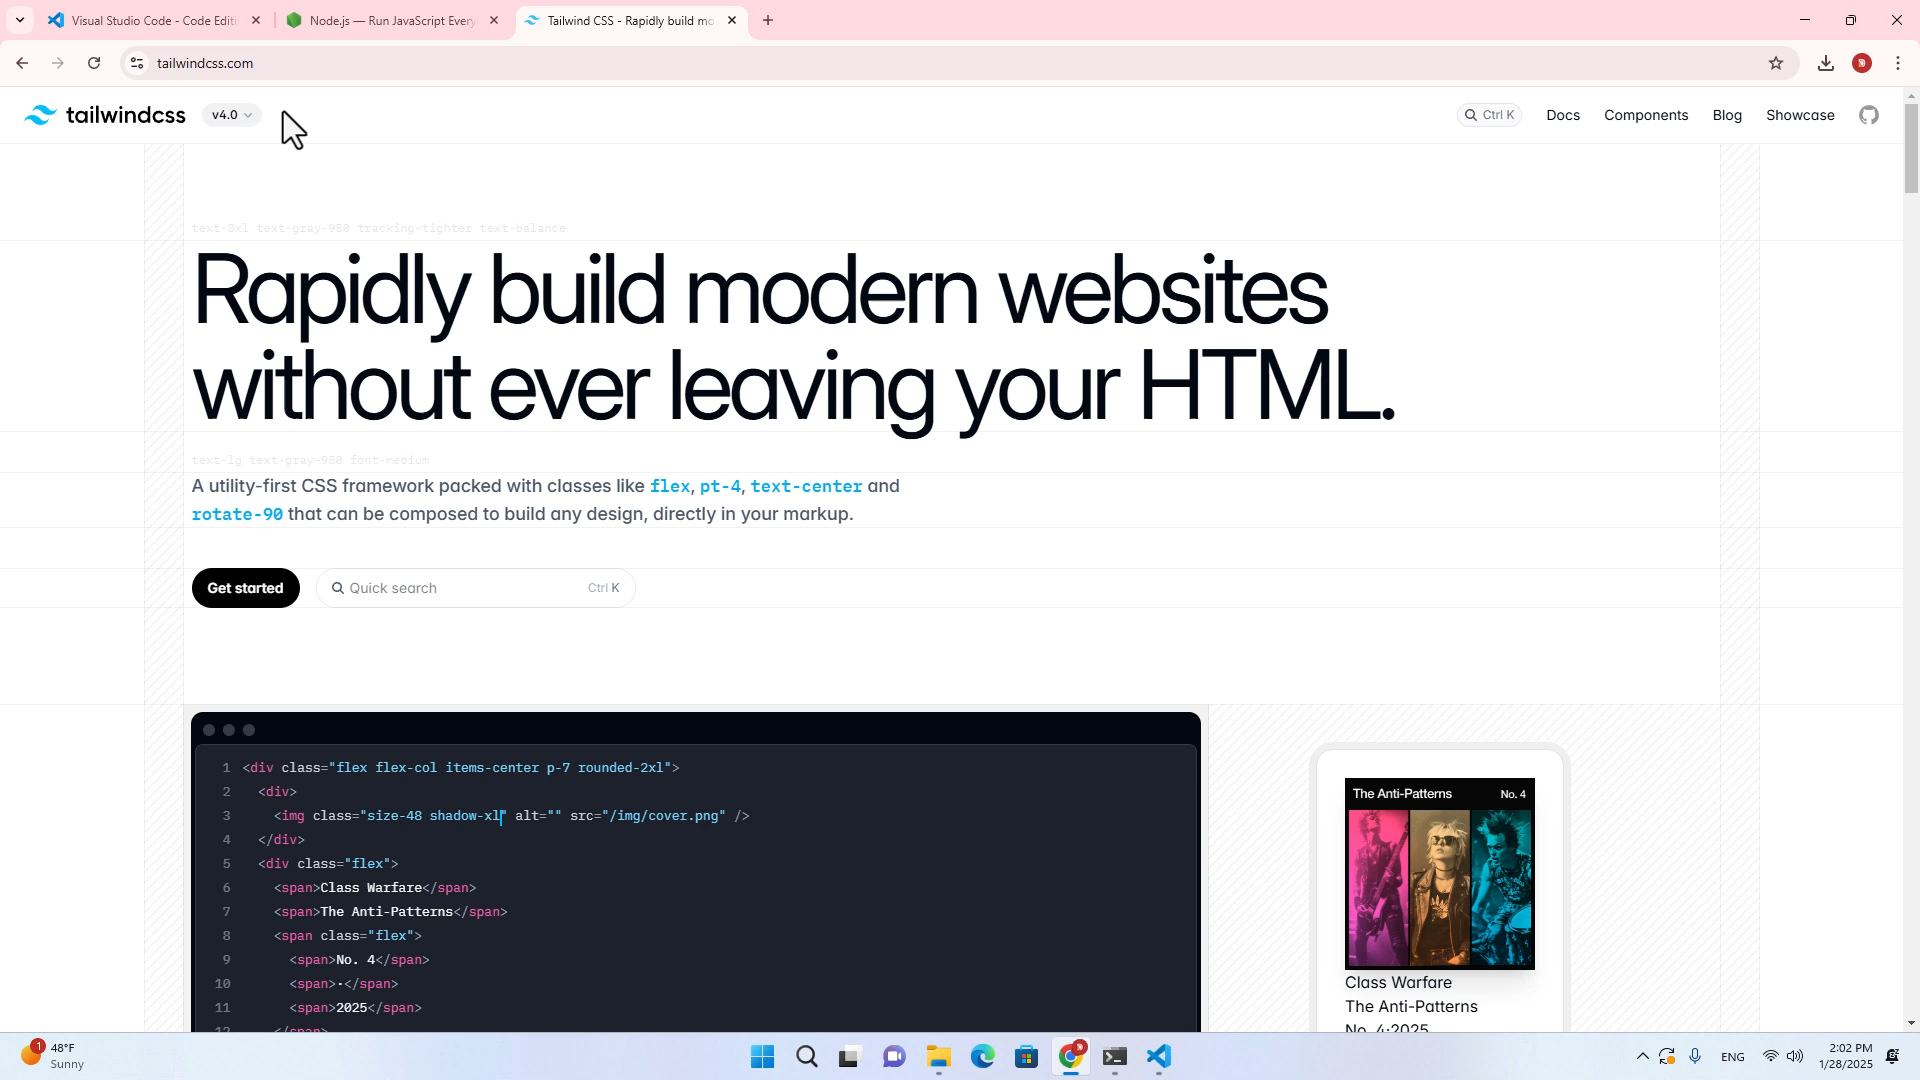 Visual Studio Code - Code Editi
Node.js — Run JavaScript Every
Tailwind CSS - Rapidly build mo
tailwindcss.com
tailwindcss
v4.0
Ctrl K
Docs
Components
Blog
Showcase
text-8xl text-gray-950 tracking-tighter text-balance
Rapidly build modern websites
without ever leaving your HTML.
text-lg text-gray-950 font-medium
A utility-first CSS framework packed with classes like flex, pt-4, text-center and
rotate-90 that can be composed to build any design, directly in your markup.
Get started
Quick search
Ctrl K
1 <div class="flex flex-col items-center p-7 rounded-2xl">
2 <div>
3 <img class="size-48 shadow-xl" alt="" src="/img/cover.png" />
4 </div>
5 <div class="flex">
6 <span>Class Warfare</span>
7 <span>The Anti-Patterns</span>
8 <span class="flex">
9 <span>No. 4</span>
10 <span>·</span>
11 <span>2025</span>
12 </span>
The Anti-Patterns
No. 4
Class Warfare
The Anti-Patterns
No. 4·2025
1
48°F
Sunny
ENG
2:02 PM
1/28/2025